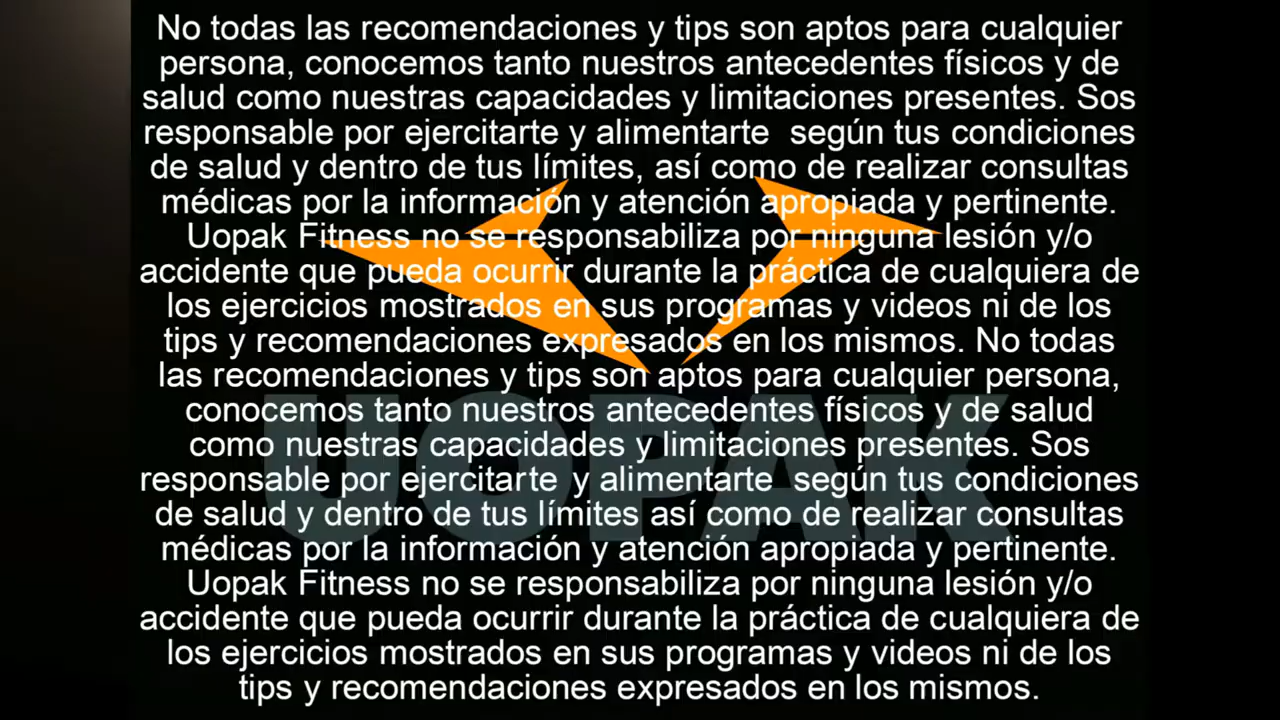 No todas las recomendaciones y tips son aptos para cualquier
persona, conocemos tanto nuestros antecedentes físicos y de
salud como nuestras capacidades y limitaciones presentes. Sos
responsable por ejercitarte y alimentarte  según tus condiciones
de salud y dentro de tus límites, así como de realizar consultas
médicas por la información y atención apropiada y pertinente.
Uopak Fitness no se responsabiliza por ninguna lesión y/o
accidente que pueda ocurrir durante la práctica de cualquiera de
los ejercicios mostrados en sus programas y videos ni de los
tips y recomendaciones expresados en los mismos. No todas
las recomendaciones y tips son aptos para cualquier persona,
conocemos tanto nuestros antecedentes físicos y de salud
como nuestras capacidades y limitaciones presentes. Sos
responsable por ejercitarte y alimentarte  según tus condiciones
de salud y dentro de tus límites así como de realizar consultas
médicas por la información y atención apropiada y pertinente.
Uopak Fitness no se responsabiliza por ninguna lesión y/o
accidente que pueda ocurrir durante la práctica de cualquiera de
los ejercicios mostrados en sus programas y videos ni de los
tips y recomendaciones expresados en los mismos.
UOPAK